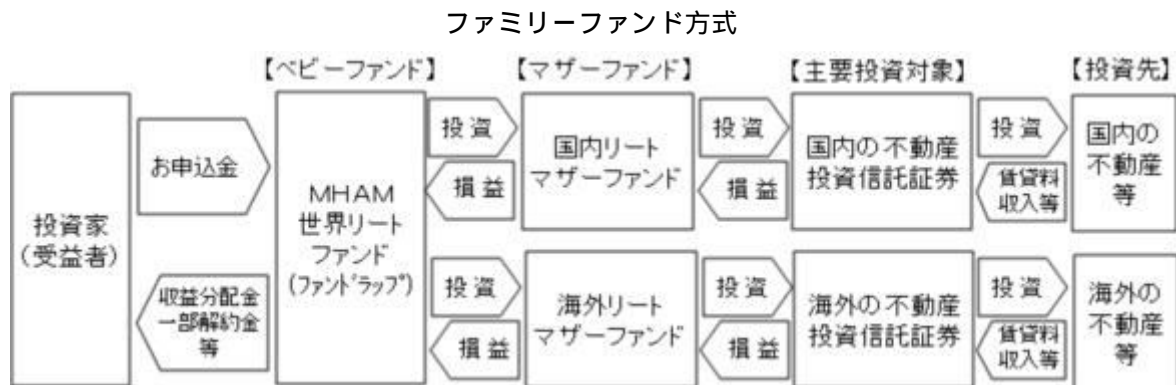 ファミリーファンド方式
【ベビーファンド】
【マザーファンド】
【主要投資対象】
【投資先】
投資家
(受益者)
お申込金
収益分配金
一部解約金
等
MHAM
世界リート
ファンド
(ファンドラップ)
投資
損益
国内リート
マザーファンド
投資
損益
国内の不動産
投資信託証券
投資
賃貸料
収入等
国内の
不動産
等
投資
損益
海外リート
マザーファンド
投資
損益
海外の不動産
投資信託証券
投資
賃貸料
収入等
海外の
不動産
等